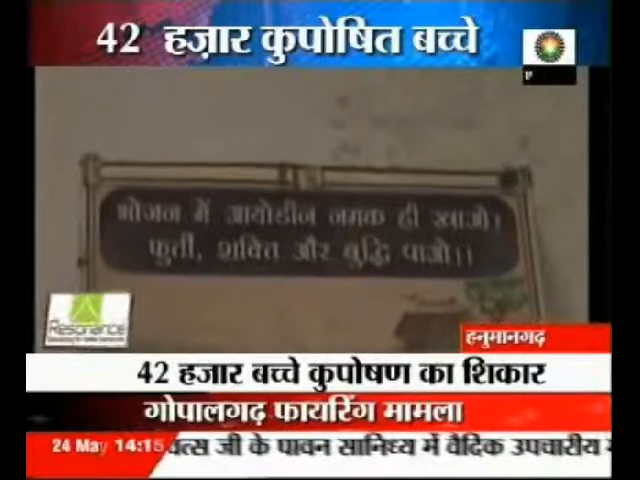 42 हज़ार कुपोषित बच्चे
P
भोजन में आयोडीन नमक ही खाओ।
फुर्ती, शक्ति और बुद्धि पाओ।।
Resonance
हनुमानगढ़
42 हजार बच्चे कुपोषण का शिकार
गोपालगढ़ फायरिंग मामला
24 May 14:15 वत्स जी के पावन सानिध्य में वैदिक उपचारीय